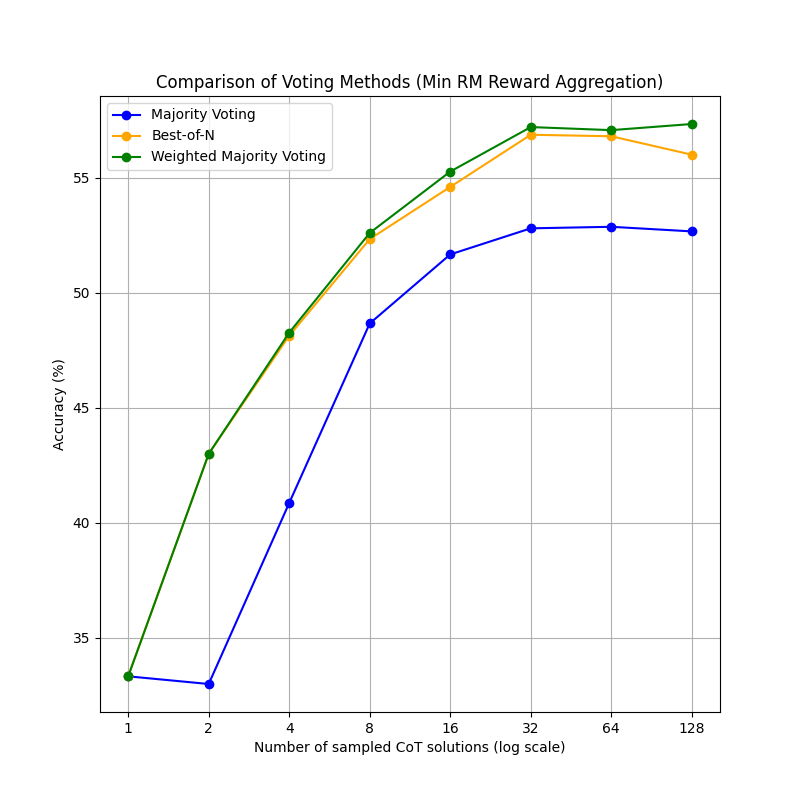 Comparison of Voting Methods (Min RM Reward Aggregation)
Majority Voting
Best-of-N
Weighted Majority Voting
55
50
45
40
35
Accuracy (%)
1 2 4 8 16 32 64 128
Number of sampled CoT solutions (log scale)